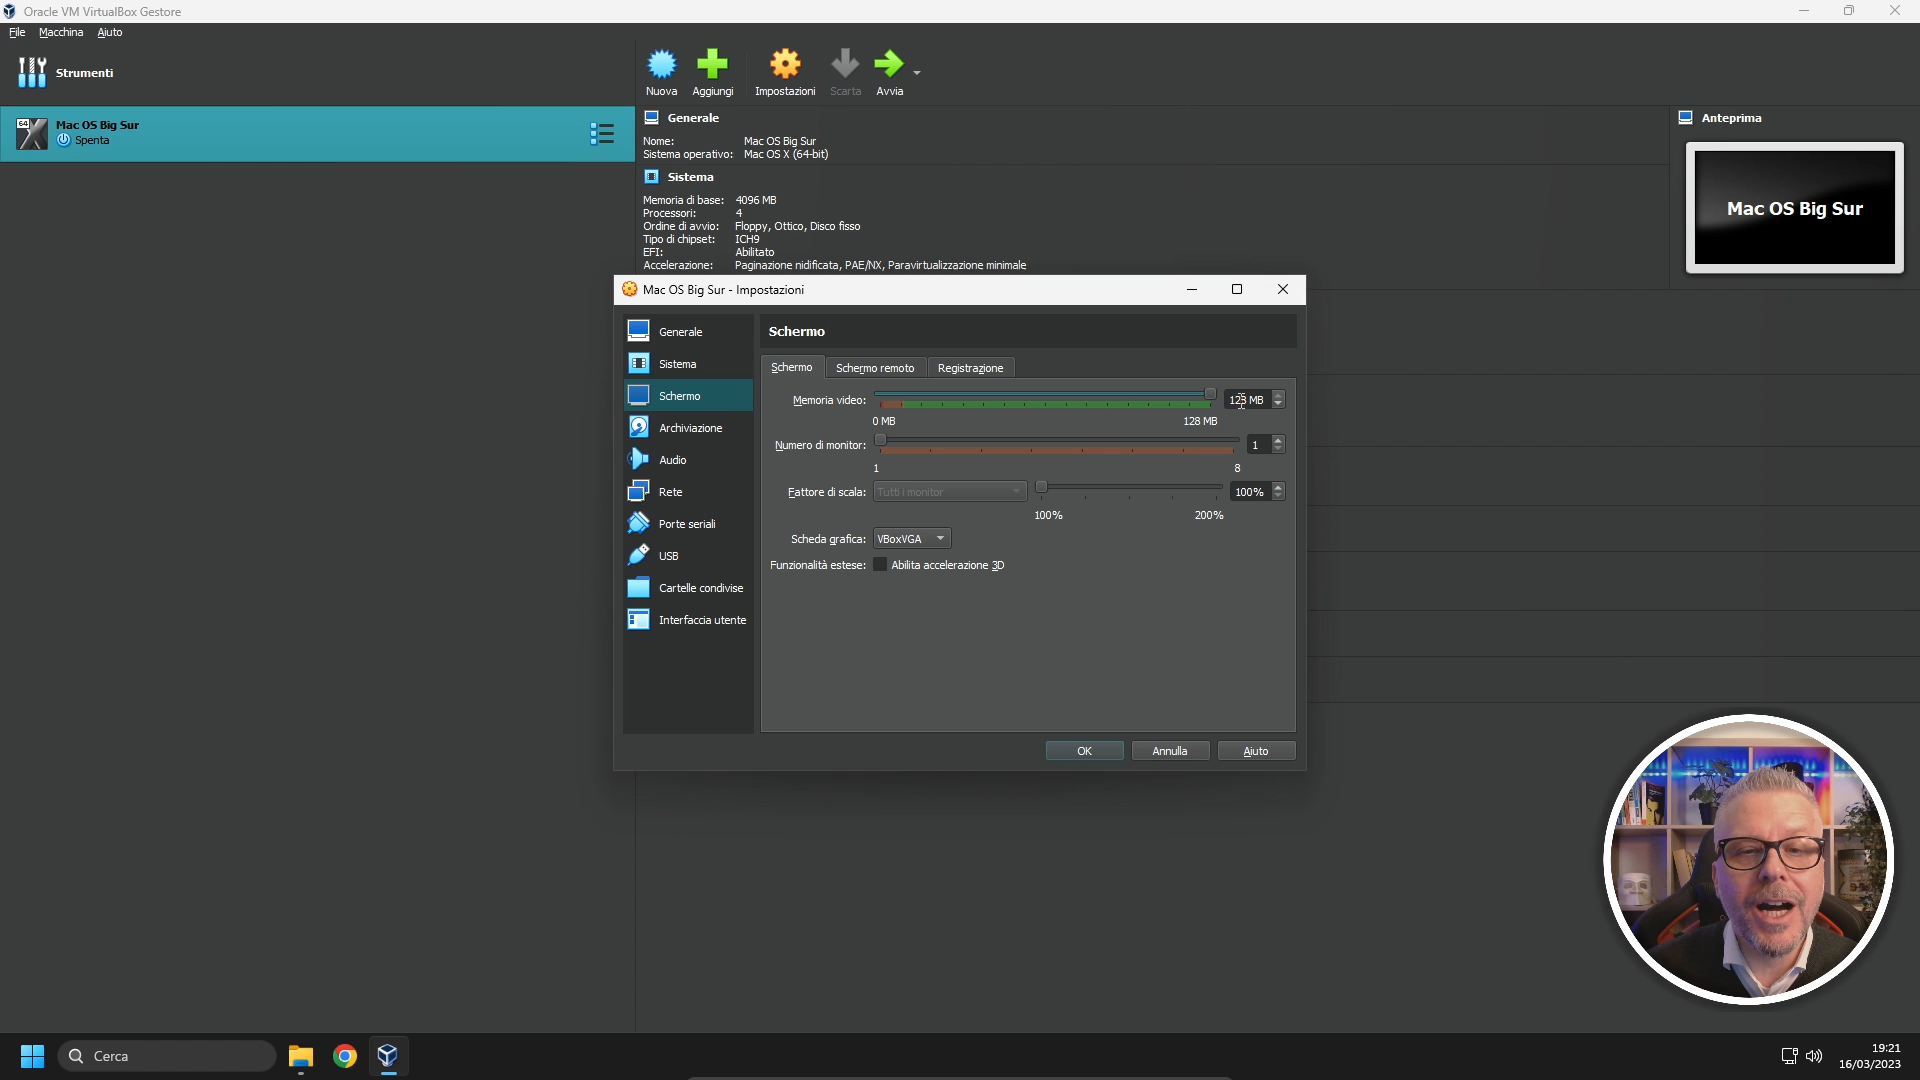 Oracle VM VirtualBox Gestore
File Macchina Aiuto
Strumenti
Nuova Aggiungi Impostazioni Scarta Avvia
64
Mac OS Big Sur
Spenta
Generale
Nome: Mac OS Big Sur
Sistema operativo: Mac OS X (64-bit)
Sistema
Memoria di base: 4096 MB
Processori: 4
Ordine di avvio: Floppy, Ottico, Disco fisso
Tipo di chipset: ICH9
EFI: Abilitato
Accelerazione: Paginazione nidificata, PAE/NX, Paravirtualizzazione minimale
Anteprima
Mac OS Big Sur
Mac OS Big Sur - Impostazioni
Generale
Sistema
Schermo
Archiviazione
Audio
Rete
Porte seriali
USB
Cartelle condivise
Interfaccia utente
Schermo
Schermo Schermo remoto Registrazione
Memoria video: 128 MB
0 MB 128 MB
Numero di monitor: 1
1 8
Fattore di scala: Tutti i monitor 100%
100% 200%
Scheda grafica: VBoxVGA
Funzionalità estese: Abilita accelerazione 3D
OK Annulla Aiuto
Cerca
19:21
16/03/2023